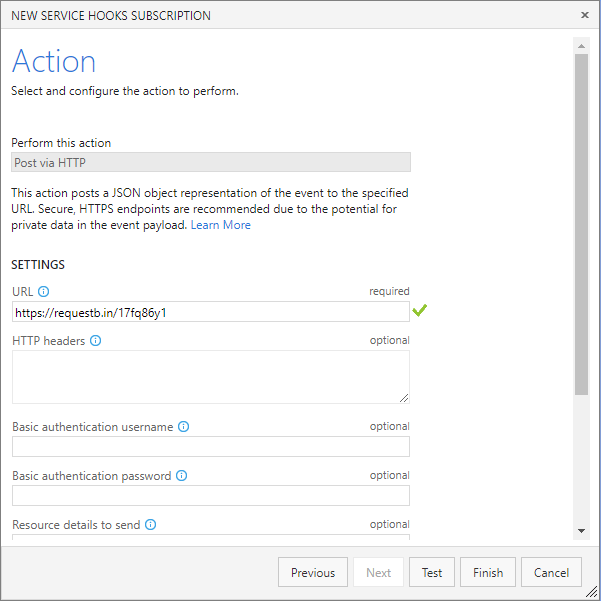 NEW SERVICE HOOKS SUBSCRIPTION
Action
Select and configure the action to perform.
Perform this action
Post via HTTP
This action posts a JSON object representation of the event to the specified
URL. Secure, HTTPS endpoints are recommended due to the potential for
private data in the event payload. Learn More
SETTINGS
URL required
https://requestb.in/17fq86y1
HTTP headers optional
Basic authentication username optional
Basic authentication password optional
Resource details to send optional
Previous Next Test Finish Cancel